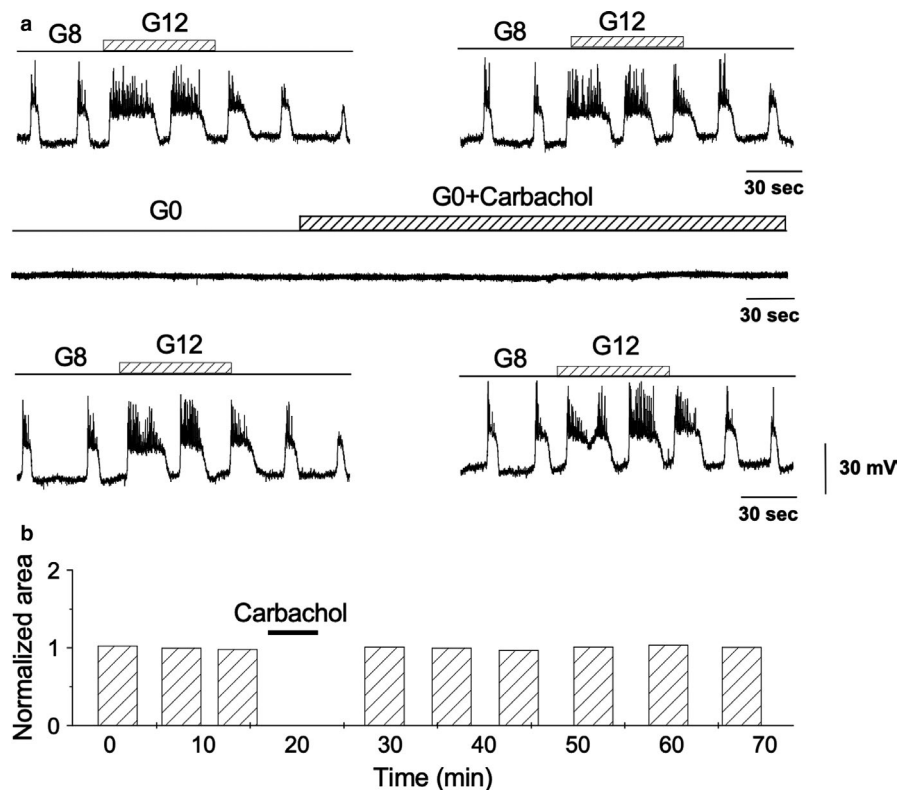 a
G8 G12
G8 G12
30 sec
G0 G0+Carbachol
30 sec
G8 G12
G8 G12
30 mV
30 sec
b
Normalized area
2
1
0
Carbachol
0 10 20 30 40 50 60 70
Time (min)